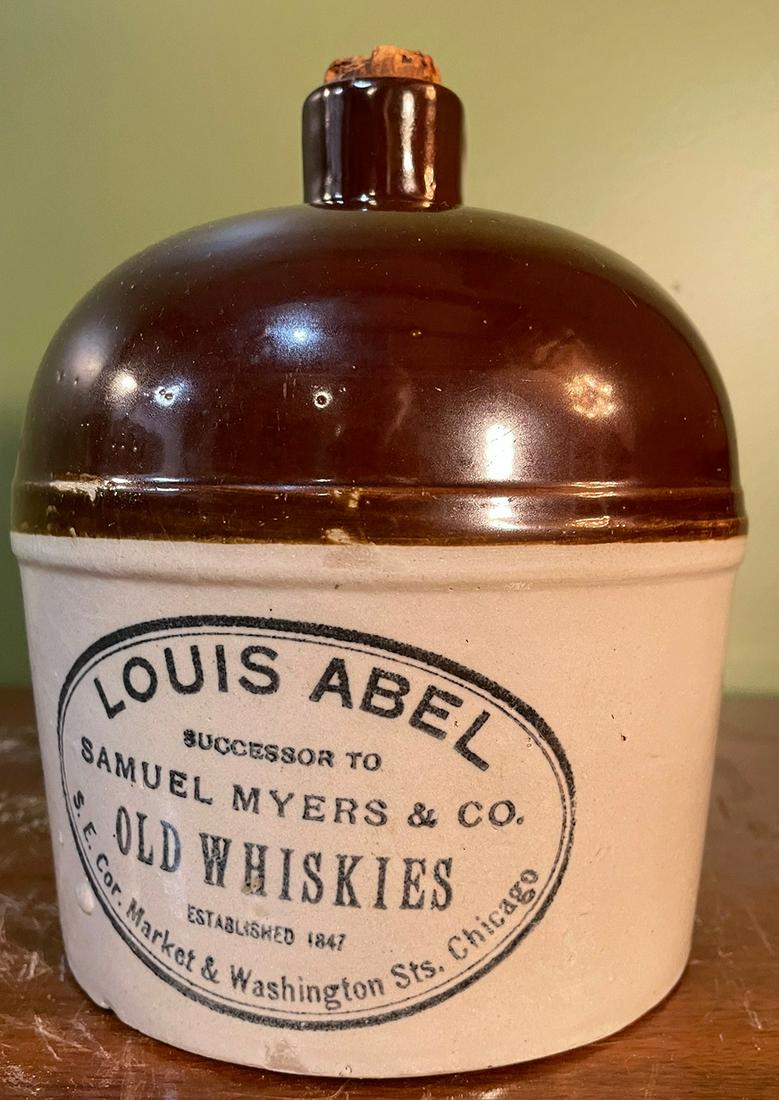 LOUIS ABEL
SUCCESSOR TO
SAMUEL MYERS & CO.
OLD WHISKIES
ESTABLISHED 1847
S. E. Cor. Market & Washington Sts. Chicago